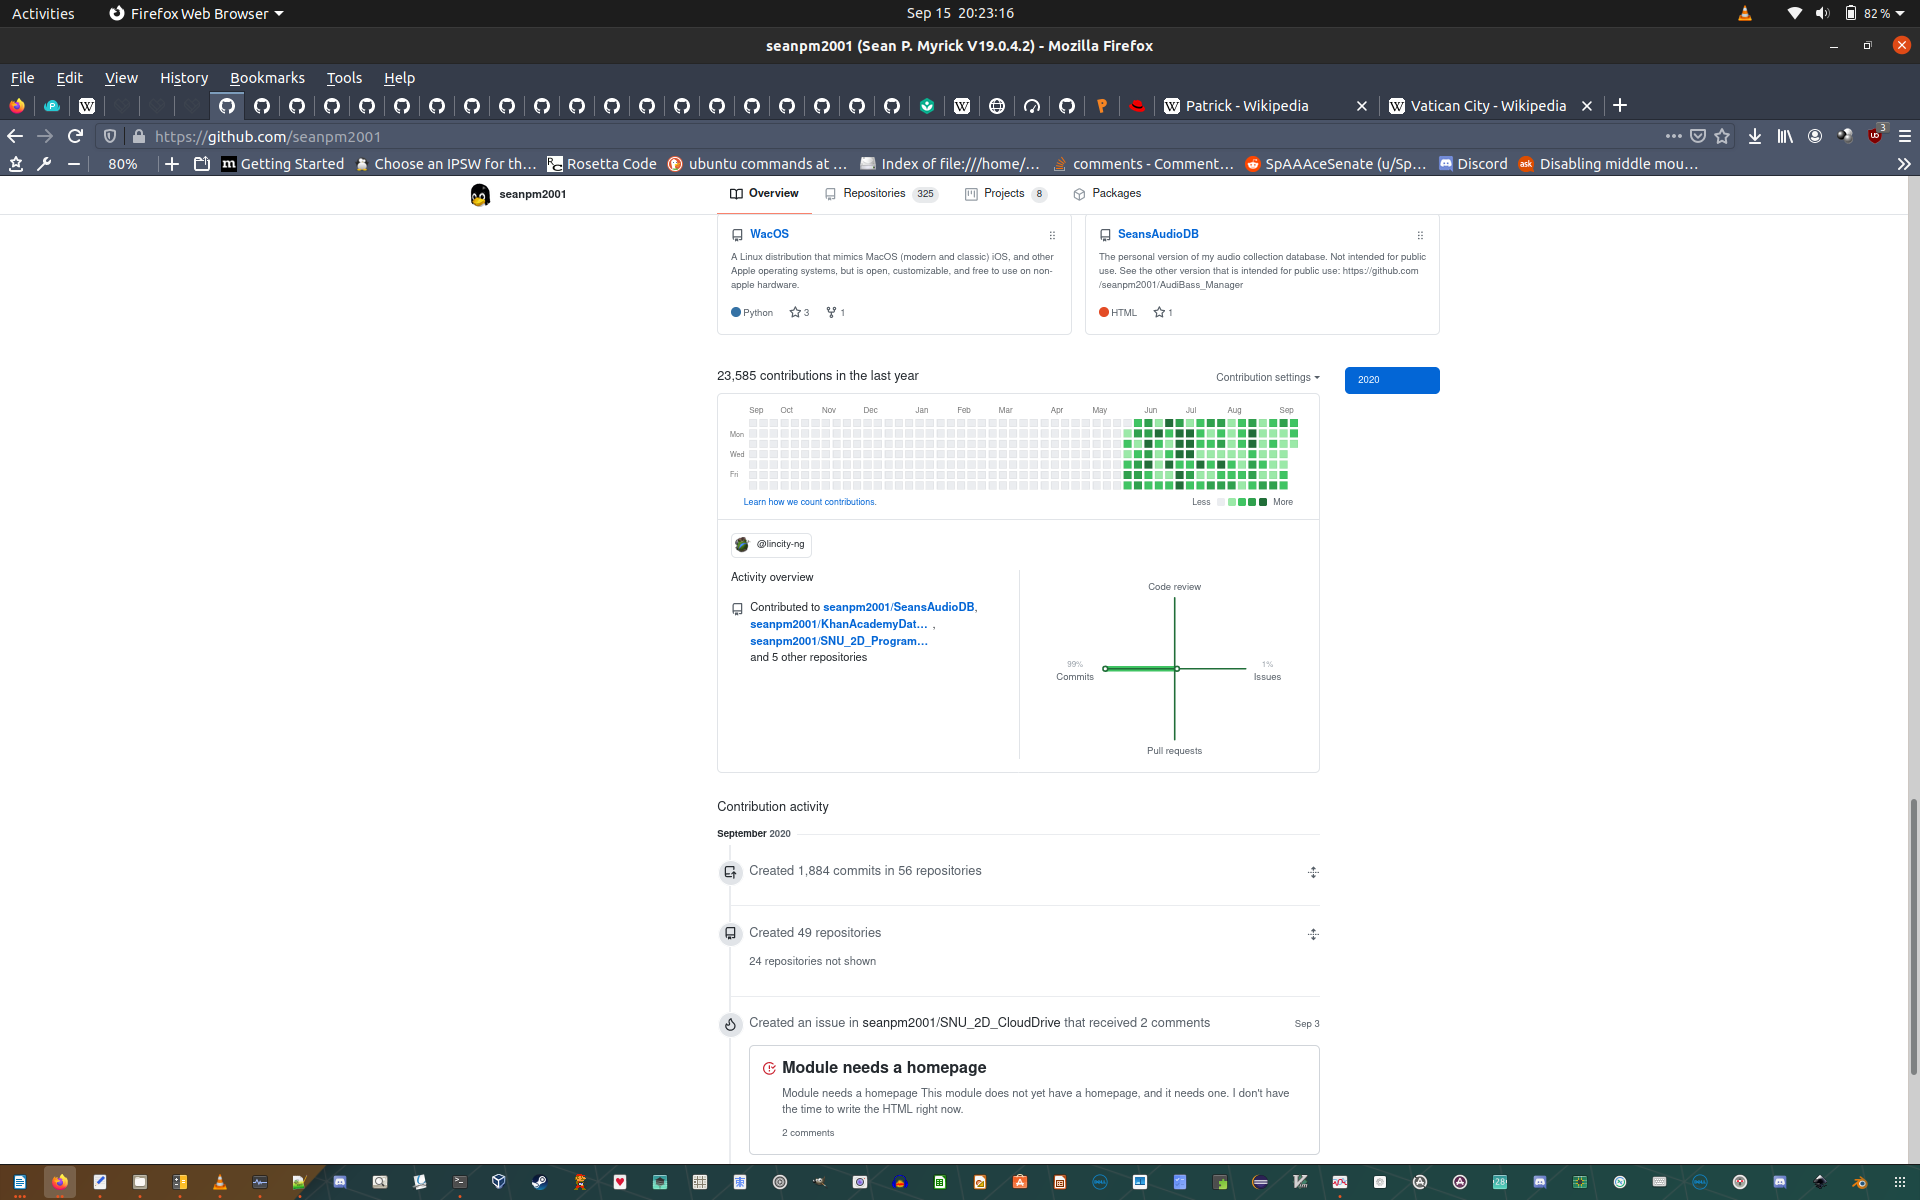 Activities
Firefox Web Browser
Sep 15 20:23:16
82 %
seanpm2001 (Sean P. Myrick V19.0.4.2) - Mozilla Firefox
File Edit View History Bookmarks Tools Help
Patrick - Wikipedia
Vatican City - Wikipedia
https://github.com/seanpm2001
3
80%
Getting Started
Choose an IPSW for th…
Rosetta Code
ubuntu commands at …
Index of file:///home/…
comments - Comment…
SpAAAceSenate (u/Sp…
Discord
Disabling middle mou…
seanpm2001
Overview
Repositories 325
Projects 8
Packages
WacOS
A Linux distribution that mimics MacOS (modern and classic) iOS, and other
Apple operating systems, but is open, customizable, and free to use on non-
apple hardware.
Python 3 1
SeansAudioDB
The personal version of my audio collection database. Not intended for public
use. See the other version that is intended for public use: https://github.com
/seanpm2001/AudiBass_Manager
HTML 1
23,585 contributions in the last year
Contribution settings
2020
Sep Oct Nov Dec Jan Feb Mar Apr May Jun Jul Aug Sep
Mon
Wed
Fri
Learn how we count contributions.
Less More
@lincity-ng
Activity overview
Contributed to seanpm2001/SeansAudioDB,
seanpm2001/KhanAcademyDat… ,
seanpm2001/SNU_2D_Program…
and 5 other repositories
Code review
99%
Commits
1%
Issues
Pull requests
Contribution activity
September 2020
Created 1,884 commits in 56 repositories
Created 49 repositories
24 repositories not shown
Created an issue in seanpm2001/SNU_2D_CloudDrive that received 2 comments
Sep 3
Module needs a homepage
Module needs a homepage This module does not yet have a homepage, and it needs one. I don't have
the time to write the HTML right now.
2 comments